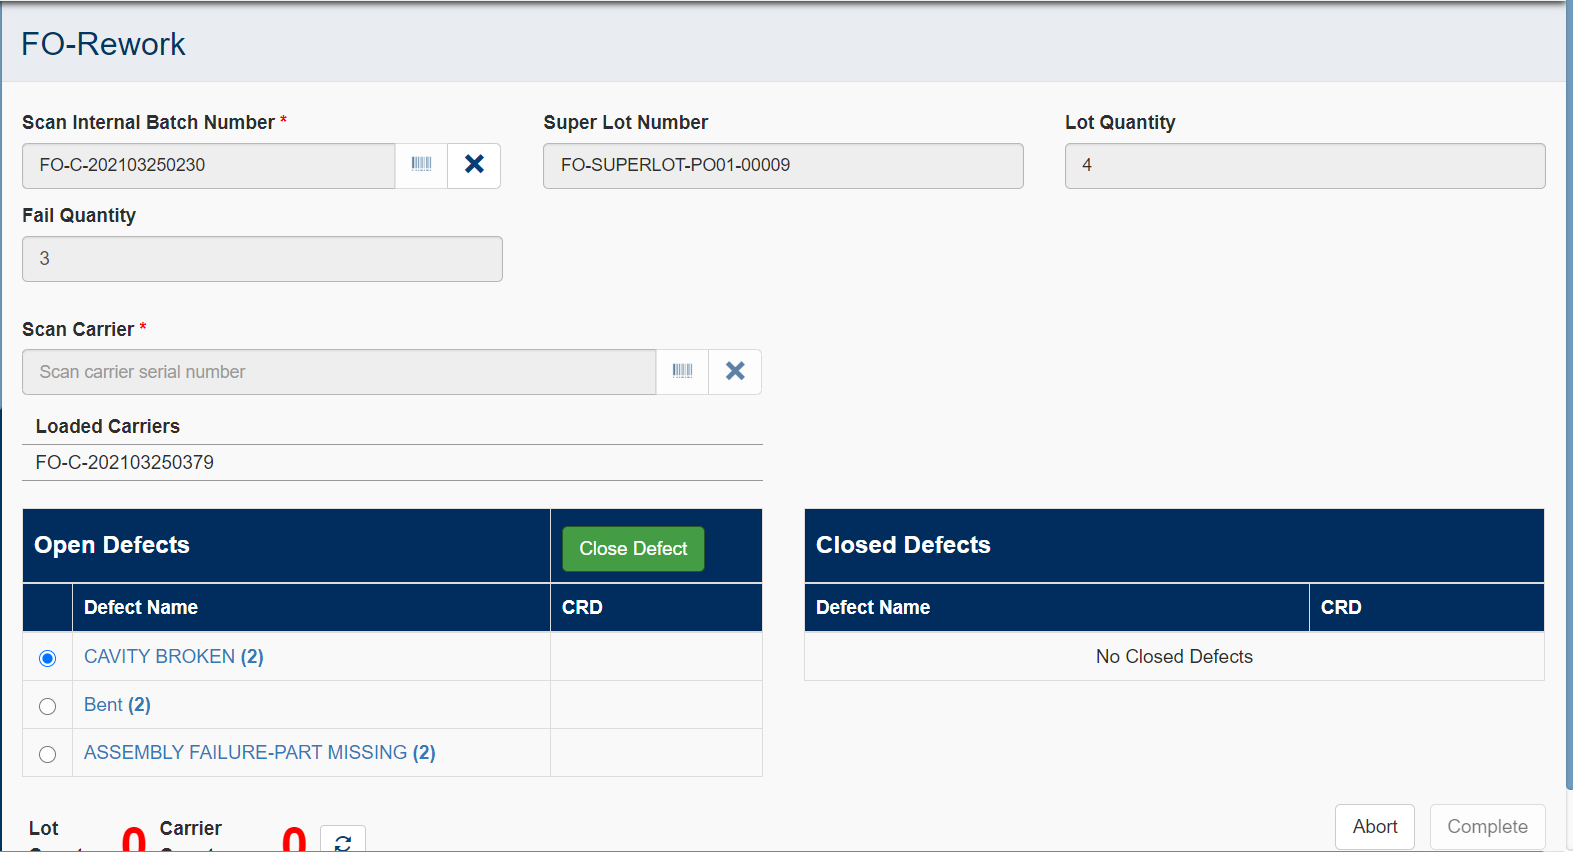 FO-Rework
Scan Internal Batch Number *
Super Lot Number
Lot Quantity
FO-C-202103250230
FO-SUPERLOT-PO01-00009
4
Fail Quantity
3
Scan Carrier *
Scan carrier serial number
Loaded Carriers
FO-C-202103250379
Open Defects
Close Defect
Closed Defects
Defect Name
CRD
Defect Name
CRD
CAVITY BROKEN (2)
No Closed Defects
Bent (2)
ASSEMBLY FAILURE-PART MISSING (2)
Lot
0
Carrier
0
Abort
Complete